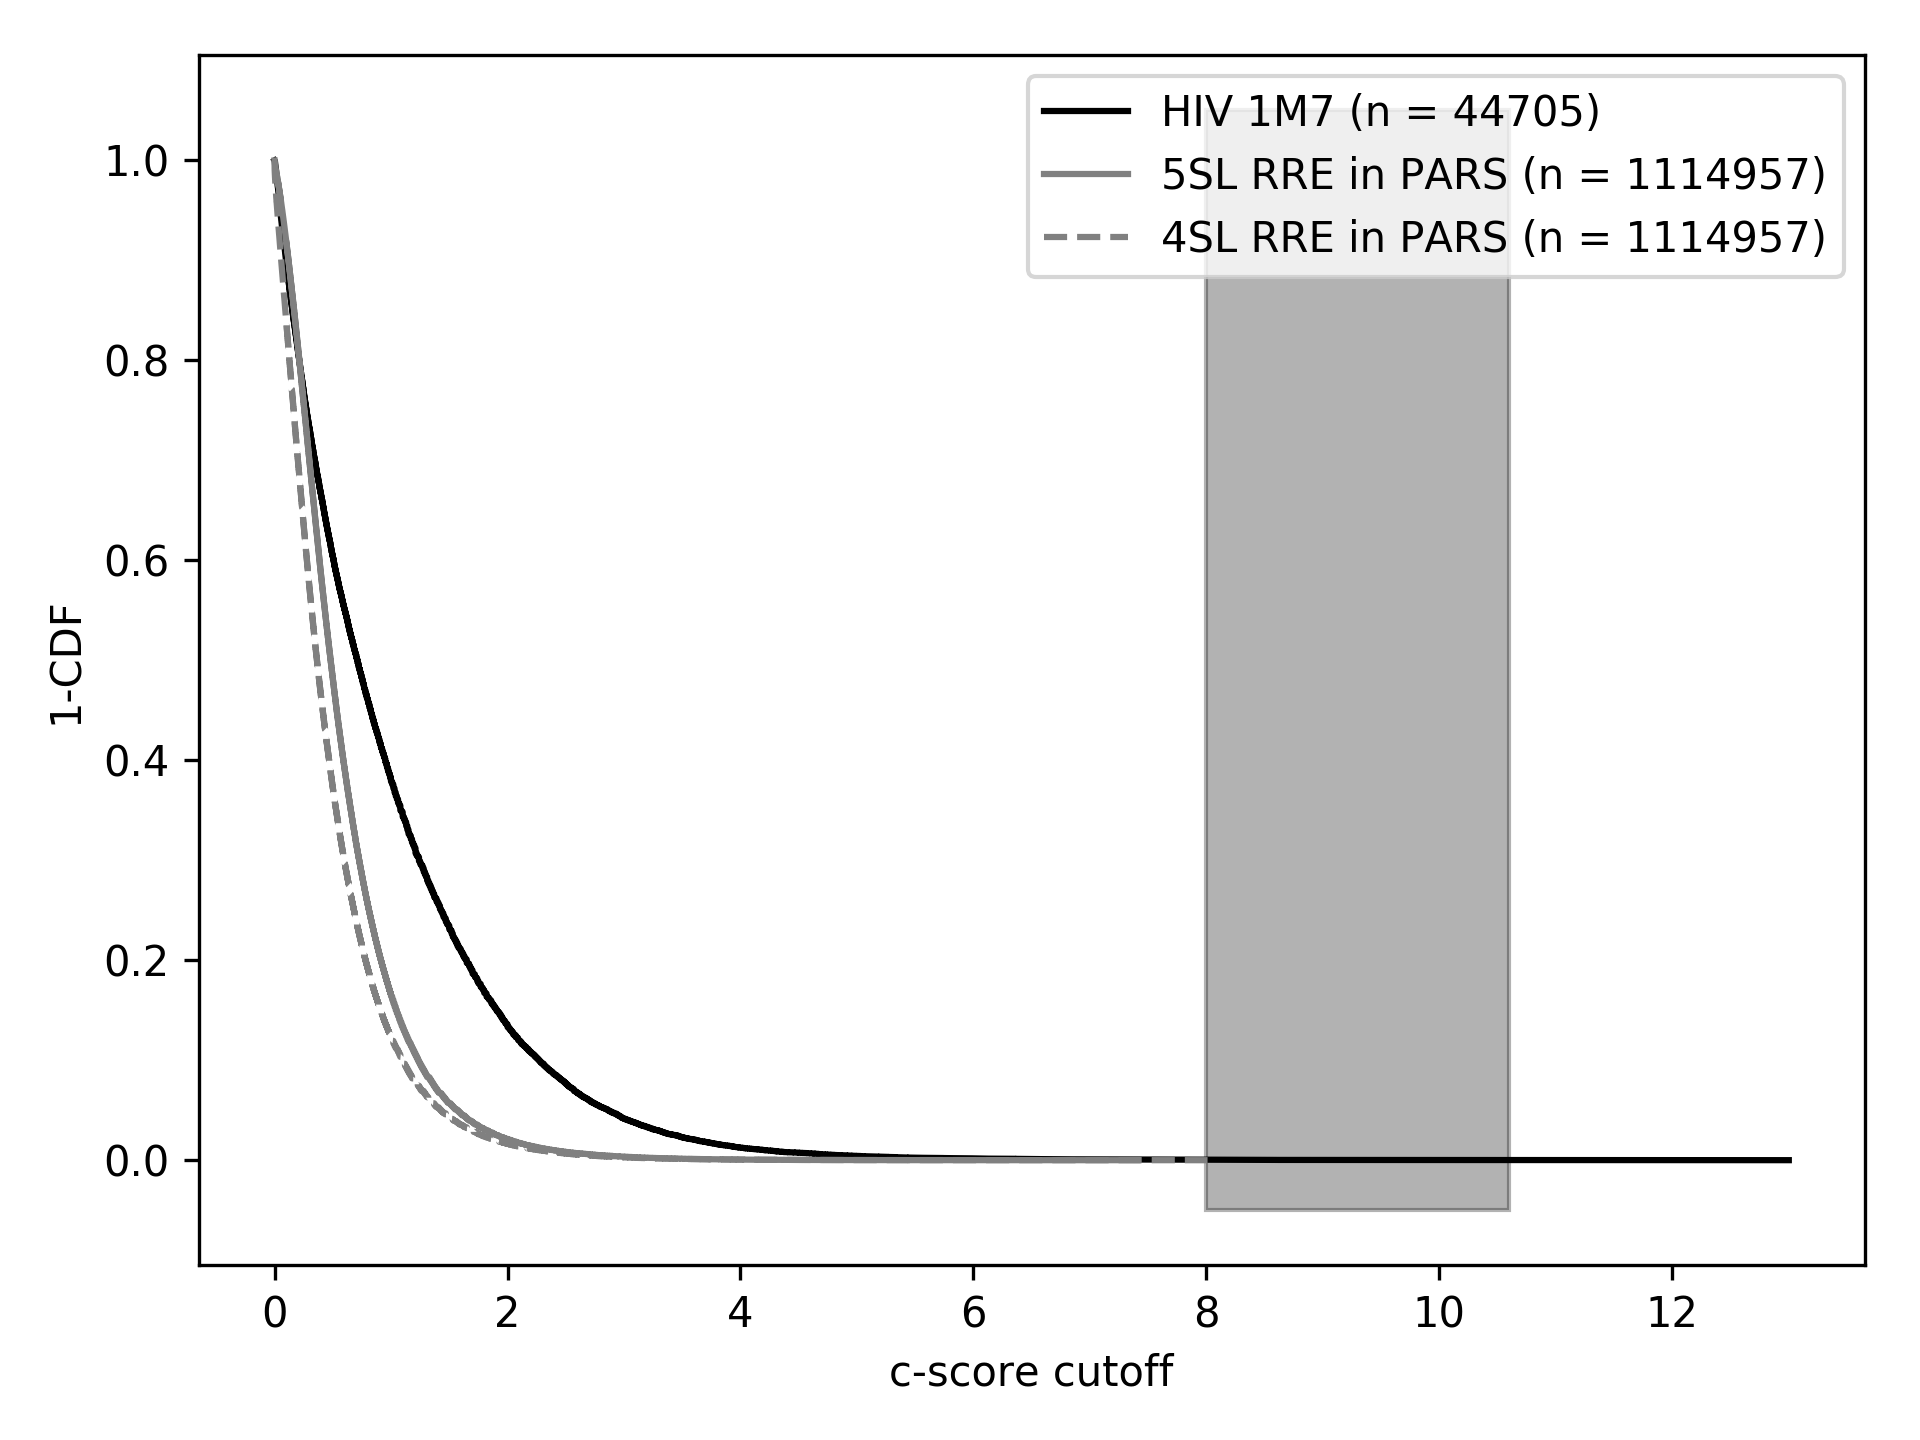 HIV 1M7 (n = 44705)
5SL RRE in PARS (n = 1114957)
4SL RRE in PARS (n = 1114957)
1.0
0.8
0.6
0.4
0.2
0.0
1-CDF
0 2 4 6 8 10 12
c-score cutoff